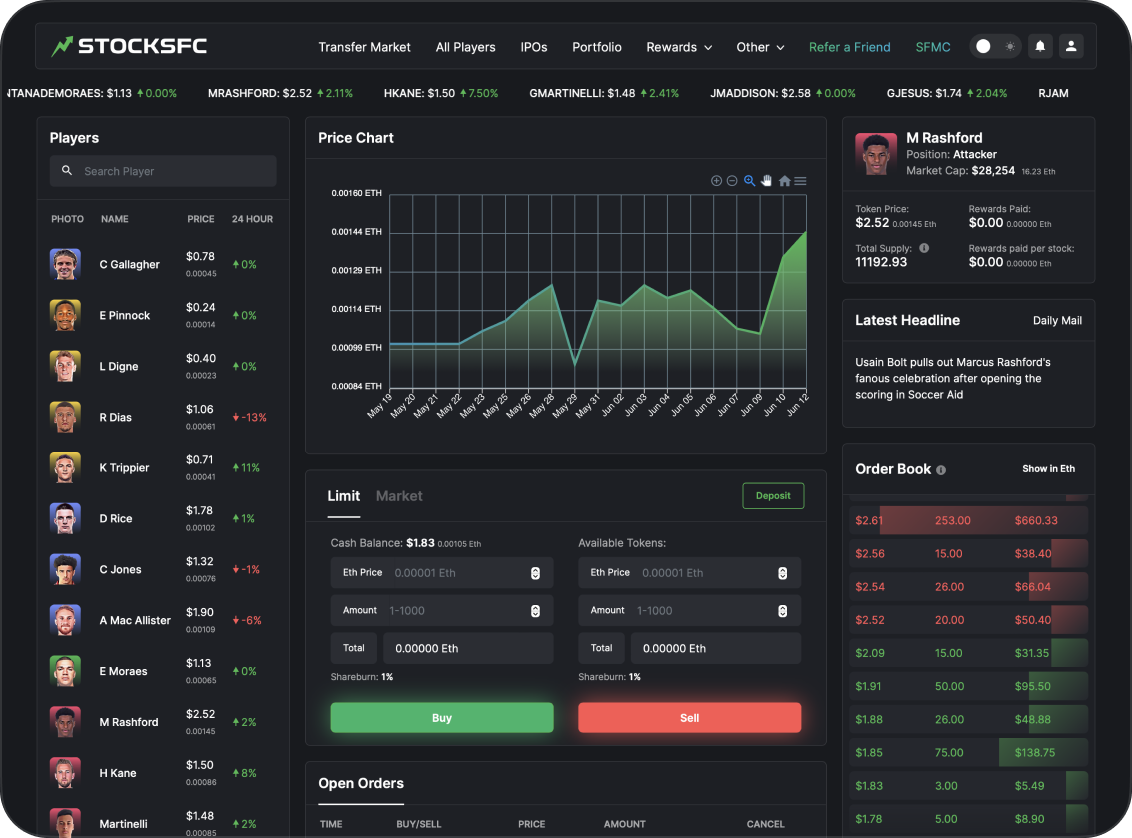 STOCKSFC
Transfer Market All Players IPOs Portfolio Rewards Other Refer a Friend SFMC
NTANADEMORAES: $1.13 0.00% MRASHFORD: $2.52 2.11% HKANE: $1.50 7.50% GMARTINELLI: $1.48 2.41% JMADDISON: $2.58 0.00% GJESUS: $1.74 2.04% RJAM
Players
Search Player
PHOTO NAME PRICE 24 HOUR
C Gallagher $0.78 0.00045 0%
E Pinnock $0.24 0.00014 0%
L Digne $0.40 0.00023 0%
R Dias $1.06 0.00061 -13%
K Trippier $0.71 0.00041 11%
D Rice $1.78 0.00102 1%
C Jones $1.32 0.00076 -1%
A Mac Allister $1.90 0.00109 -6%
E Moraes $1.13 0.00065 0%
M Rashford $2.52 0.00145 2%
H Kane $1.50 0.00086 8%
Martinelli $1.48 0.00085 2%
Price Chart
0.00160 ETH
0.00144 ETH
0.00129 ETH
0.00114 ETH
0.00099 ETH
0.00084 ETH
May 19 May 20 May 21 May 22 May 23 May 25 May 26 May 28 May 29 May 31 Jun 02 Jun 03 Jun 04 Jun 05 Jun 06 Jun 07 Jun 09 Jun 10 Jun 12
Limit Market Deposit
Cash Balance: $1.83 0.00105 Eth Available Tokens:
Eth Price 0.00001 Eth Eth Price 0.00001 Eth
Amount 1-1000 Amount 1-1000
Total 0.00000 Eth Total 0.00000 Eth
Shareburn: 1% Shareburn: 1%
Buy Sell
Open Orders
TIME BUY/SELL PRICE AMOUNT CANCEL
M Rashford
Position: Attacker
Market Cap: $28,254 16.23 Eth
Token Price: Rewards Paid:
$2.52 0.00145 Eth $0.00 0.00000 Eth
Total Supply: Rewards paid per stock:
11192.93 $0.00 0.00000 Eth
Latest Headline Daily Mail
Usain Bolt pulls out Marcus Rashford's
fanous celebration after opening the
scoring in Soccer Aid
Order Book Show in Eth
$2.61 253.00 $660.33
$2.56 15.00 $38.40
$2.54 26.00 $66.04
$2.52 20.00 $50.40
$2.09 15.00 $31.35
$1.91 50.00 $95.50
$1.88 26.00 $48.88
$1.85 75.00 $138.75
$1.83 3.00 $5.49
$1.78 5.00 $8.90